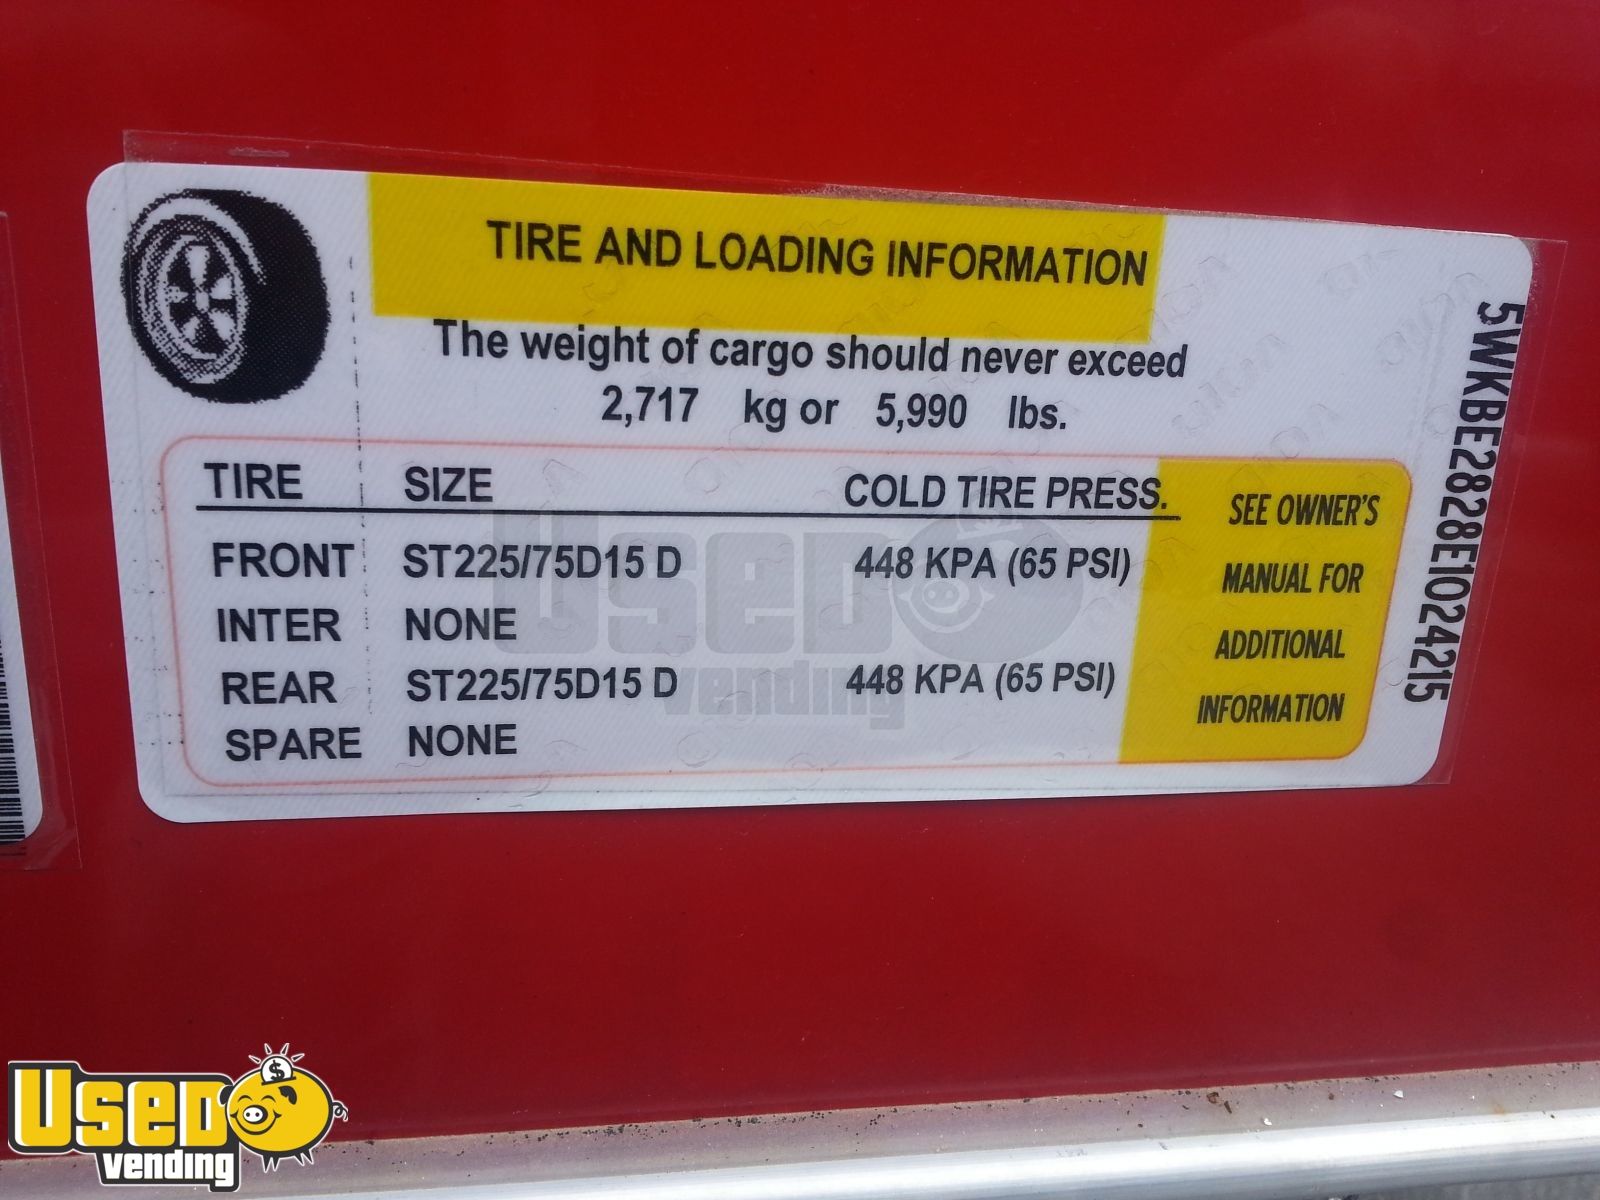 TIRE AND LOADING INFORMATION
The weight of cargo should never exceed
2,717 kg or 5,990 lbs.
TIRE SIZE COLD TIRE PRESS.
FRONT ST225/75D15 D 448 KPA (65 PSI)
INTER NONE
REAR ST225/75D15 D 448 KPA (65 PSI)
SPARE NONE
SEE OWNER'S
MANUAL FOR
ADDITIONAL
INFORMATION
5WKBE2828E1024215
USED
vending
USED
vending